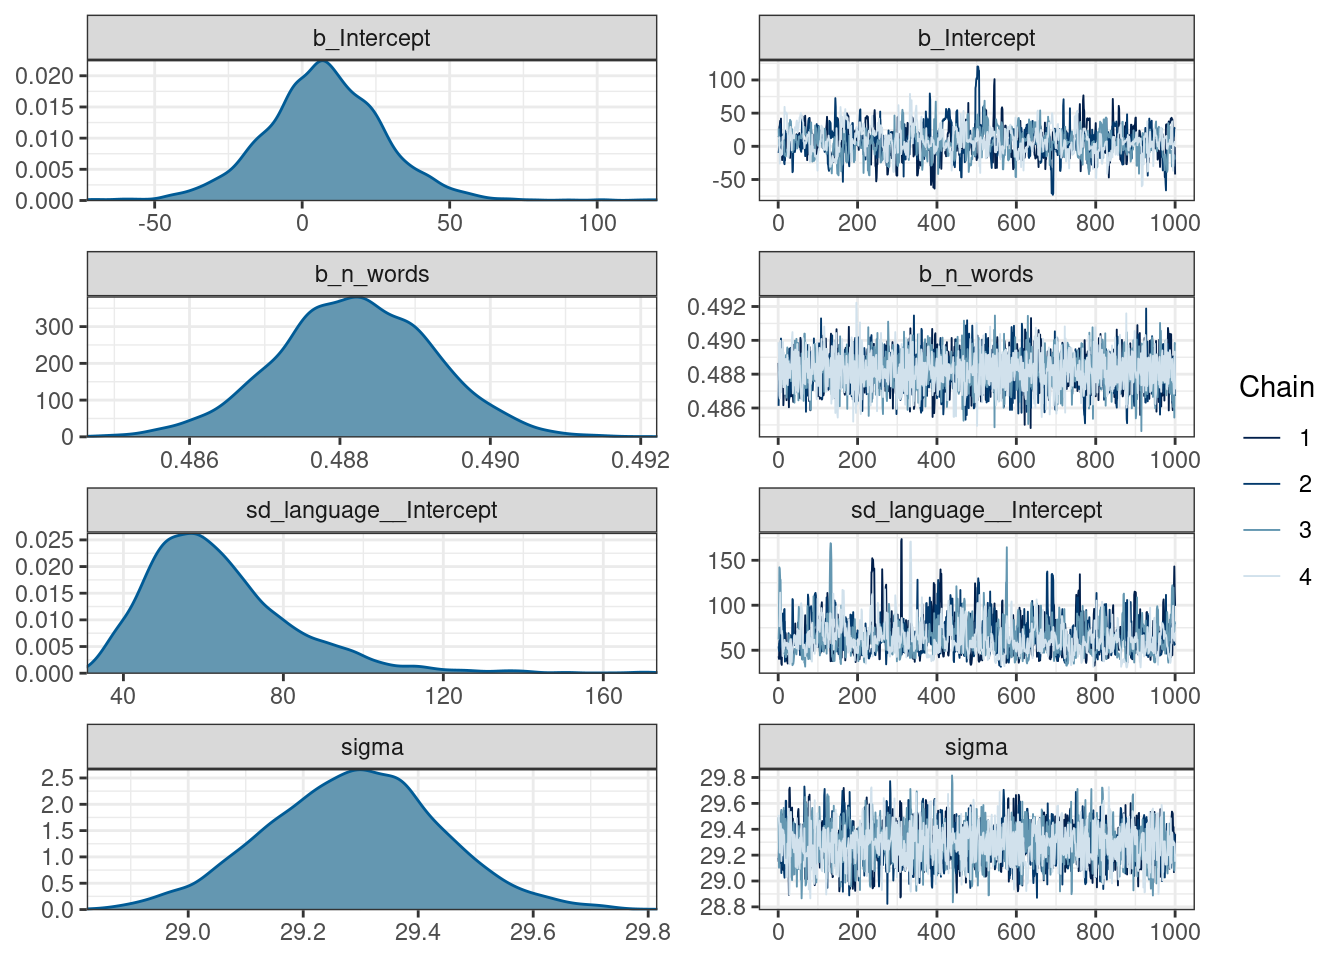 b_Intercept
0.020
0.015
0.010
0.005
0.000
-50 0 50 100
b_Intercept
100
50
0
-50
0 200 400 600 800 1000
b_n_words
300
200
100
0
0.486 0.488 0.490 0.492
b_n_words
0.492
0.490
0.488
0.486
0 200 400 600 800 1000
sd_language__Intercept
0.025
0.020
0.015
0.010
0.005
0.000
40 80 120 160
sd_language__Intercept
150
100
50
0 200 400 600 800 1000
sigma
2.5
2.0
1.5
1.0
0.5
0.0
29.0 29.2 29.4 29.6 29.8
sigma
29.8
29.6
29.4
29.2
29.0
28.8
0 200 400 600 800 1000
Chain
1
2
3
4